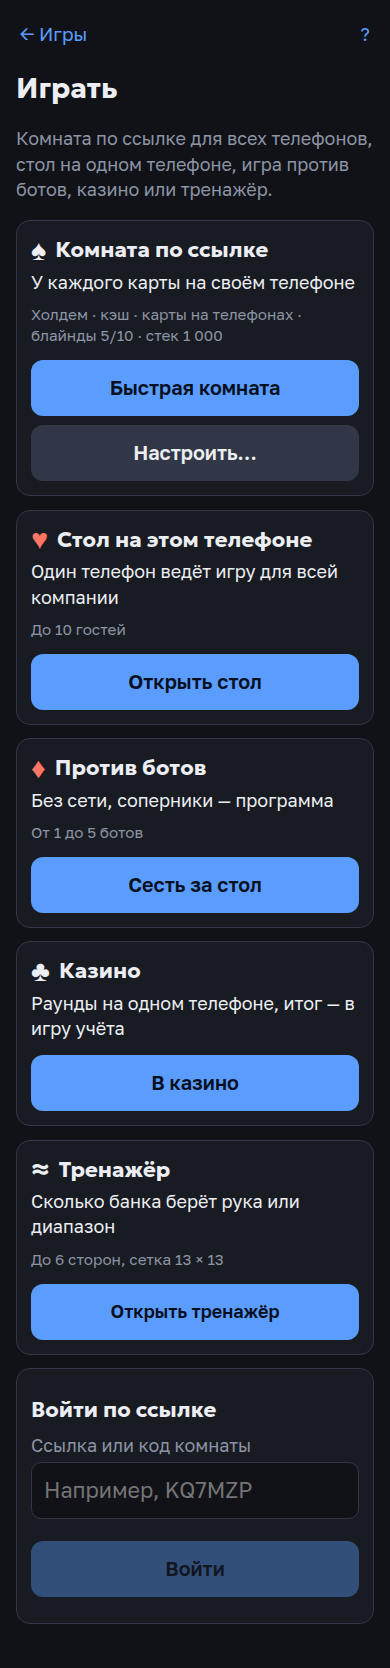 ← Игры
?
Играть
Комната по ссылке для всех телефонов,
стол на одном телефоне, игра против
ботов, казино или тренажёр.
♠ Комната по ссылке
У каждого карты на своём телефоне
Холдем · кэш · карты на телефонах ·
блайнды 5/10 · стек 1 000
Быстрая комната
Настроить...
♥ Стол на этом телефоне
Один телефон ведёт игру для всей
компании
До 10 гостей
Открыть стол
♦ Против ботов
Без сети, соперники — программа
От 1 до 5 ботов
Сесть за стол
♣ Казино
Раунды на одном телефоне, итог — в
игру учёта
В казино
≈ Тренажёр
Сколько банка берёт рука или
диапазон
До 6 сторон, сетка 13 × 13
Открыть тренажёр
Войти по ссылке
Ссылка или код комнаты
Например, KQ7MZP
Войти